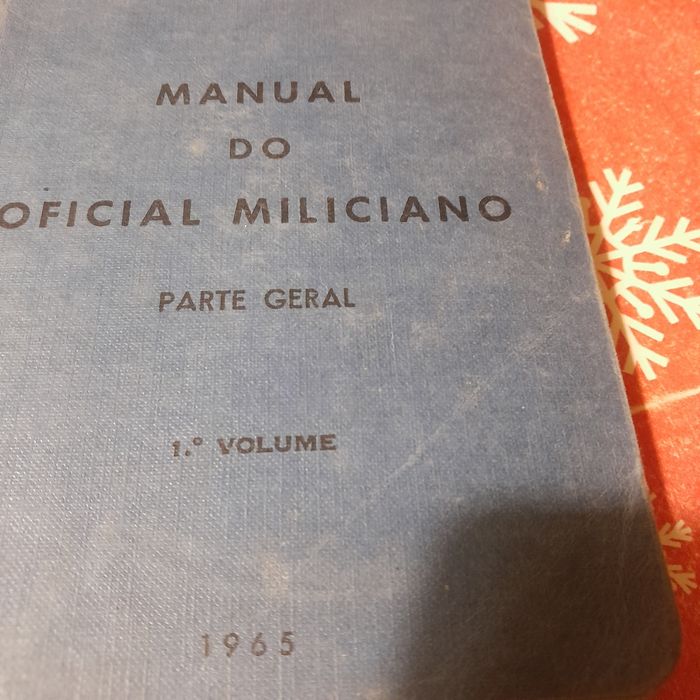 MANUAL
DO
OFICIAL MILICIANO
PARTE GERAL
1.º VOLUME
1965